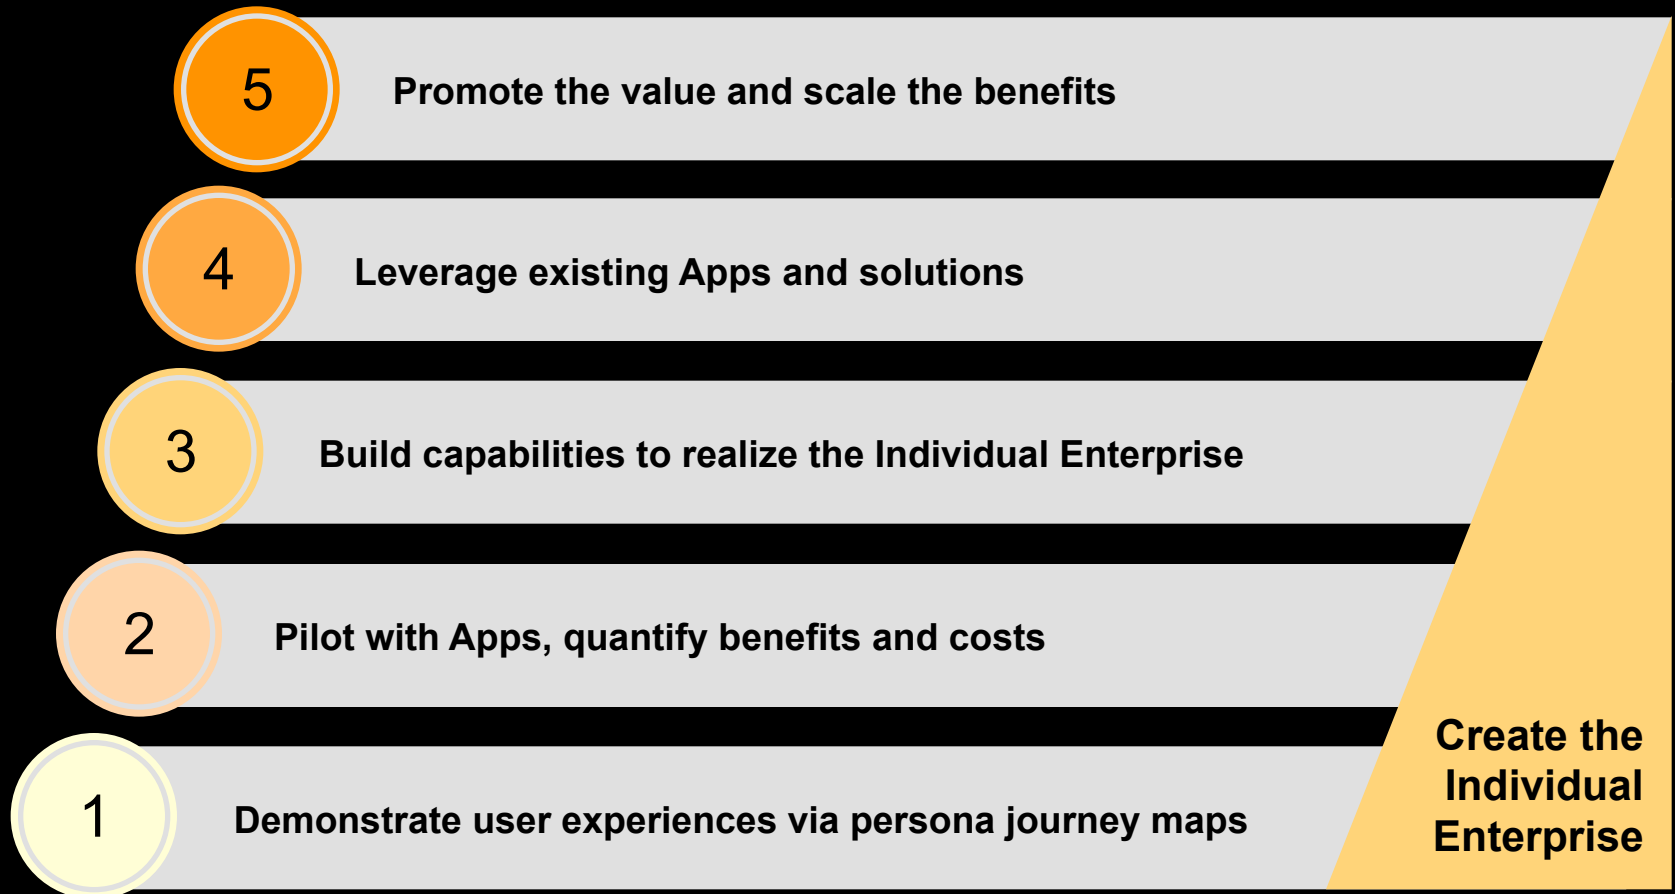 5
Promote the value and scale the benefits
4
Leverage existing Apps and solutions
3
Build capabilities to realize the Individual Enterprise
2
Pilot with Apps, quantify benefits and costs
1
Demonstrate user experiences via persona journey maps
Create the
Individual
Enterprise